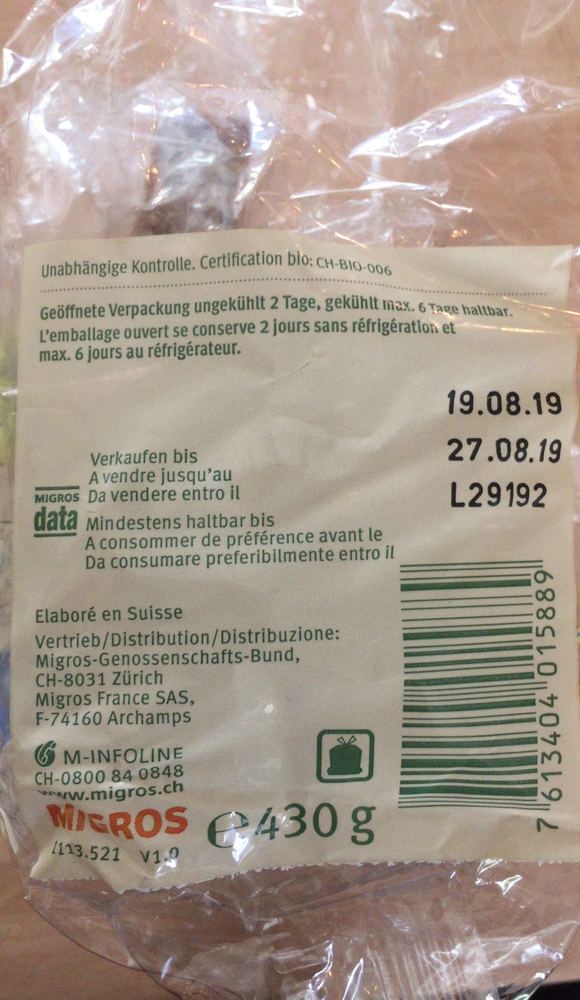 Unabhängige Kontrolle. Certification bio: CH-BIO-006
Geöffnete Verpackung ungekühlt 2 Tage, gekühlt max. 6 Tage haltbar.
L'emballage ouvert se conserve 2 jours sans réfrigération et
max. 6 jours au réfrigérateur.
19.08.19
27.08.19
L29192
Verkaufen bis
A vendre jusqu'au
Da vendere entro il
MIGROS
data
Mindestens haltbar bis
A consommer de préférence avant le
Da consumare preferibilmente entro il
Elaboré en Suisse
Vertrieb/Distribution/Distribuzione:
Migros-Genossenschafts-Bund,
CH-8031 Zürich
Migros France SAS,
F-74160 Archamps
M-INFOLINE
CH-0800 84 0848
www.migros.ch
MIGROS
e430 g
V1.0
7 613404 015889